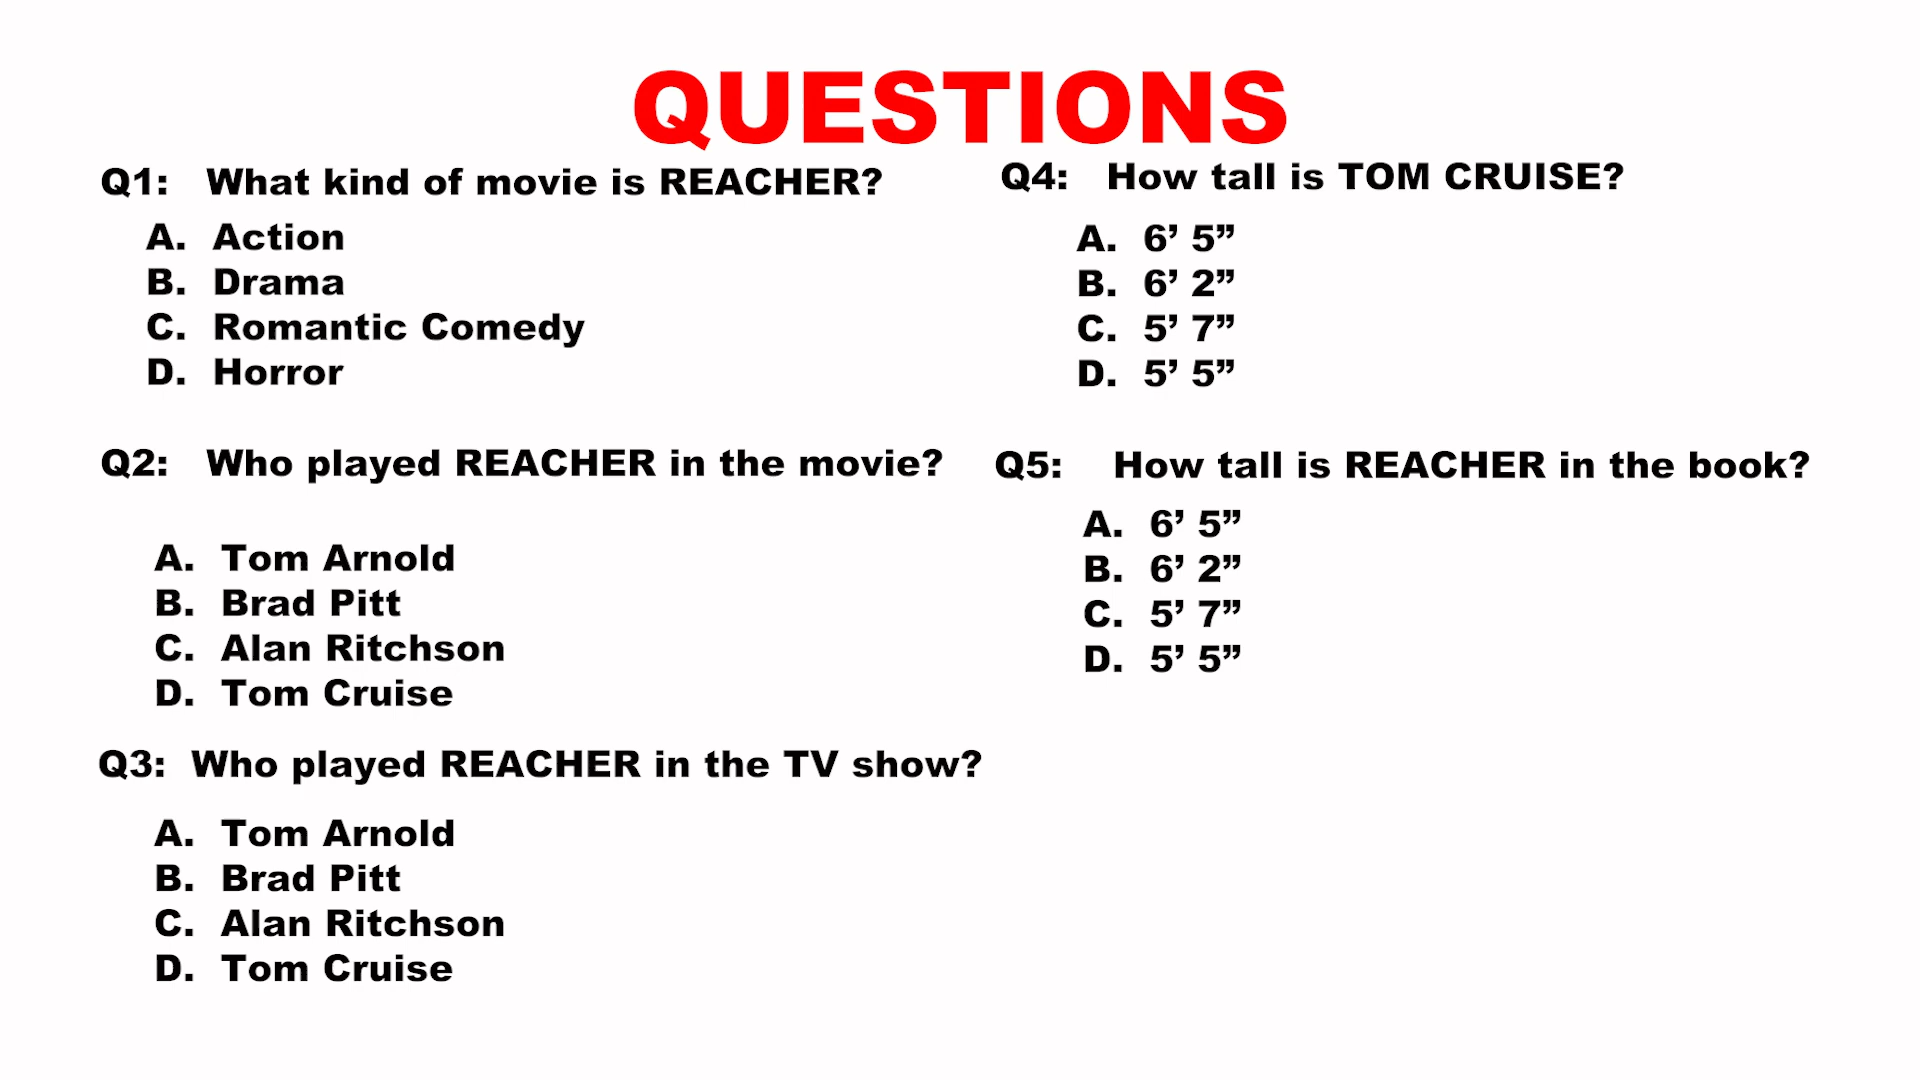 QUESTIONS
Q1: What kind of movie is REACHER?
A. Action
B. Drama
C. Romantic Comedy
D. Horror
Q2: Who played REACHER in the movie?
A. Tom Arnold
B. Brad Pitt
C. Alan Ritchson
D. Tom Cruise
Q3: Who played REACHER in the TV show?
A. Tom Arnold
B. Brad Pitt
C. Alan Ritchson
D. Tom Cruise
Q4: How tall is TOM CRUISE?
A. 6’ 5”
B. 6’ 2”
C. 5’ 7”
D. 5’ 5”
Q5: How tall is REACHER in the book?
A. 6’ 5”
B. 6’ 2”
C. 5’ 7”
D. 5’ 5”